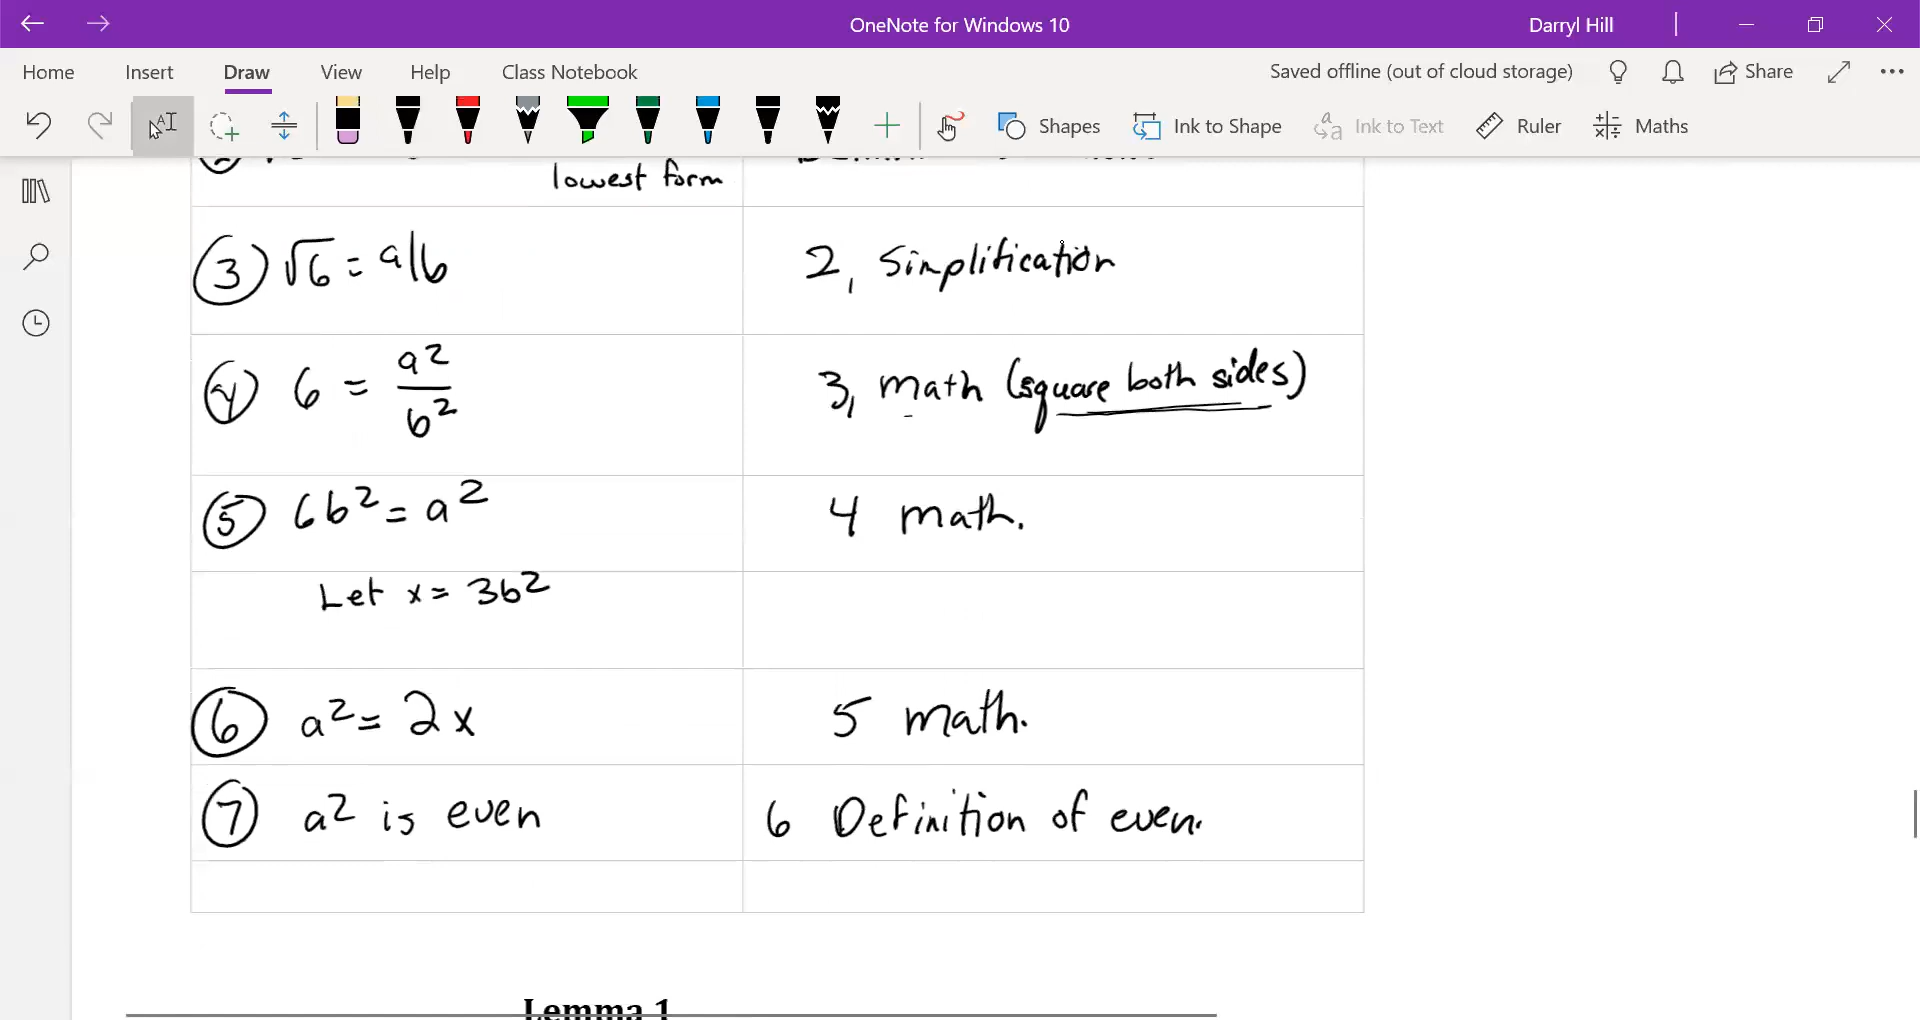 OneNote for Windows 10
Darryl Hill
Home Insert Draw View Help Class Notebook
Saved offline (out of cloud storage) Share
Shapes Ink to Shape Ink to Text Ruler Maths
lowest form
③ √6 = a/b 2, Simplification
④ 6 = a²/b² 3, math (square both sides)
⑤ 6b² = a² 4 math.
Let x = 3b²
⑥ a² = 2x 5 math.
⑦ a² is even 6 Definition of even.
Lemma 1